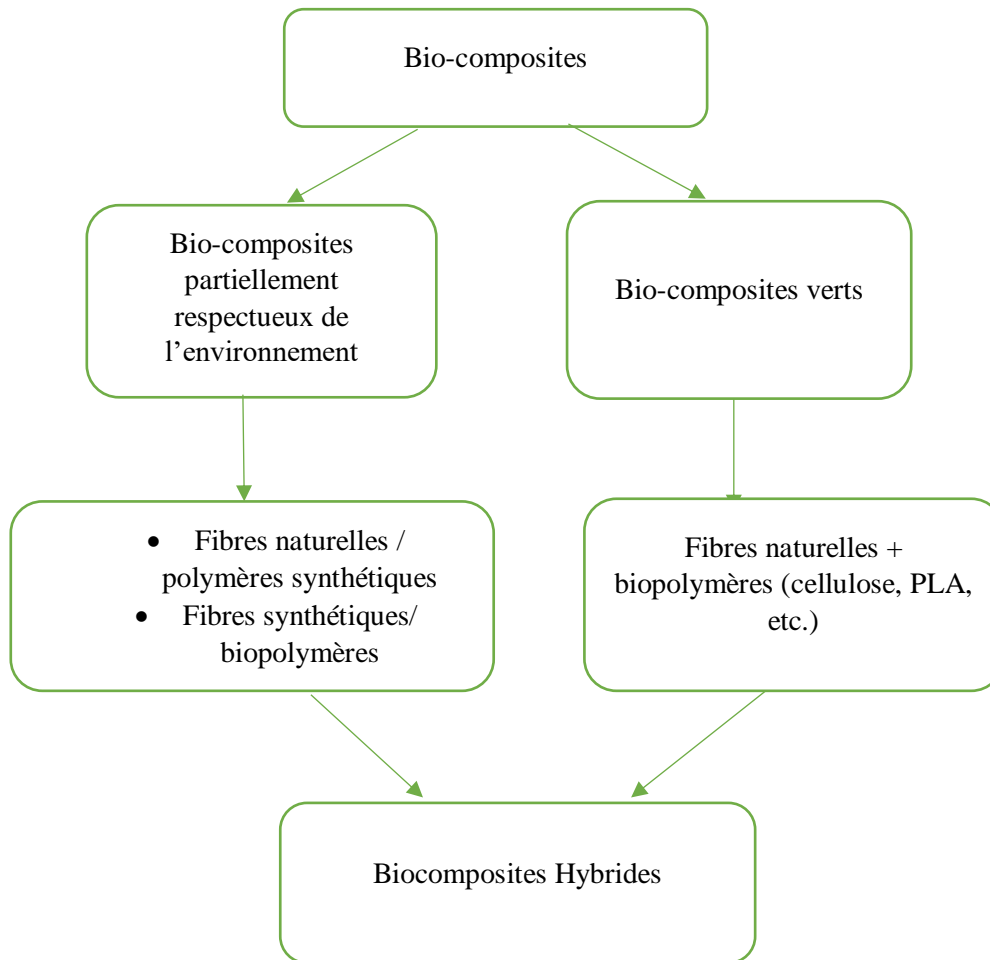 Bio-composites
Bio-composites
partiellement
respectueux de
l’environnement
Bio-composites verts
• Fibres naturelles /
polymères synthétiques
• Fibres synthétiques/
biopolymères
Fibres naturelles +
biopolymères (cellulose, PLA,
etc.)
Biocomposites Hybrides